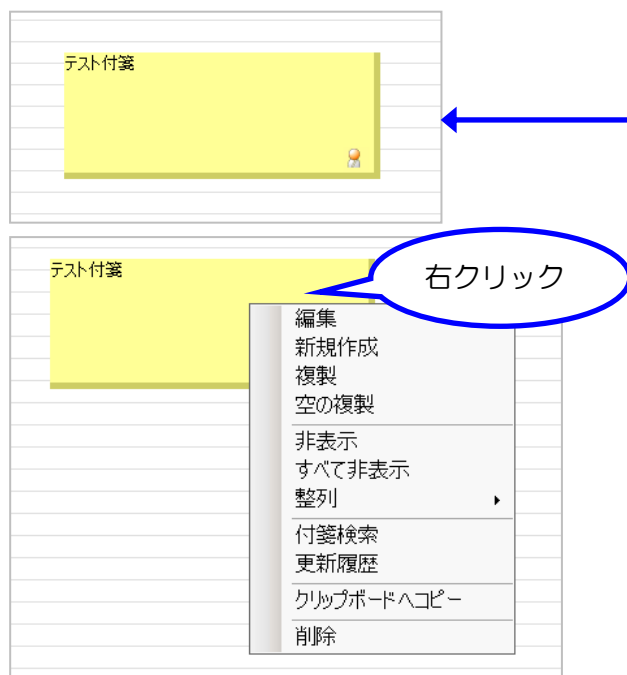 テスト付箋
テスト付箋
右クリック
編集
新規作成
複製
空の複製
非表示
すべて非表示
整列
付箋検索
更新履歴
クリップボードへコピー
削除